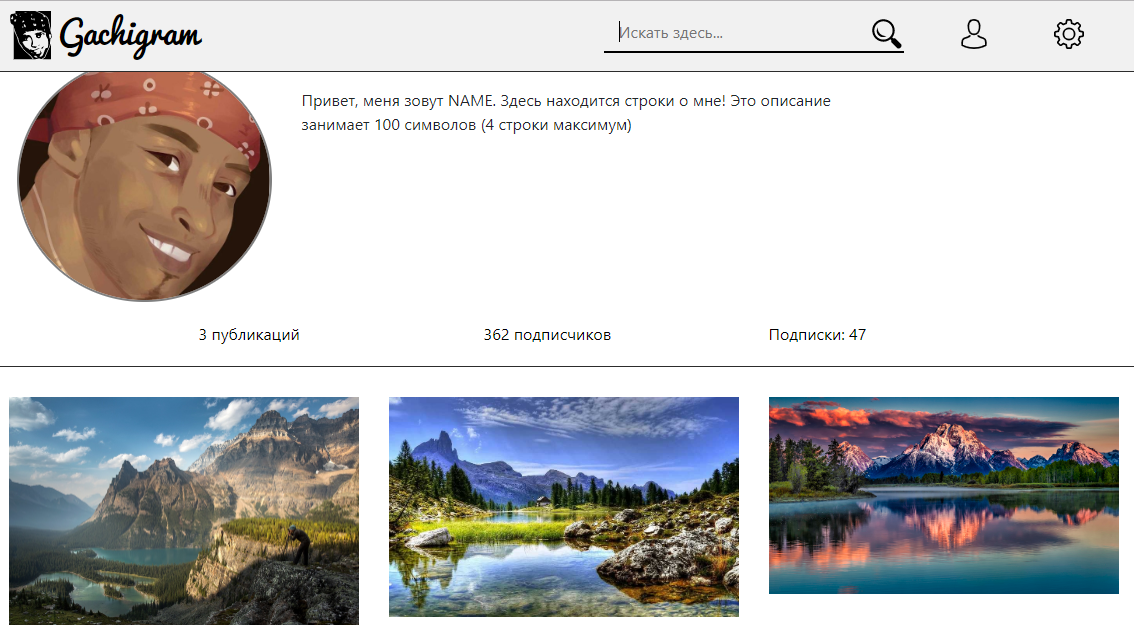 Gachigram
Искать здесь...
Привет, меня зовут NAME. Здесь находится строки о мне! Это описание
занимает 100 символов (4 строки максимум)
3 публикаций
362 подписчиков
Подписки: 47